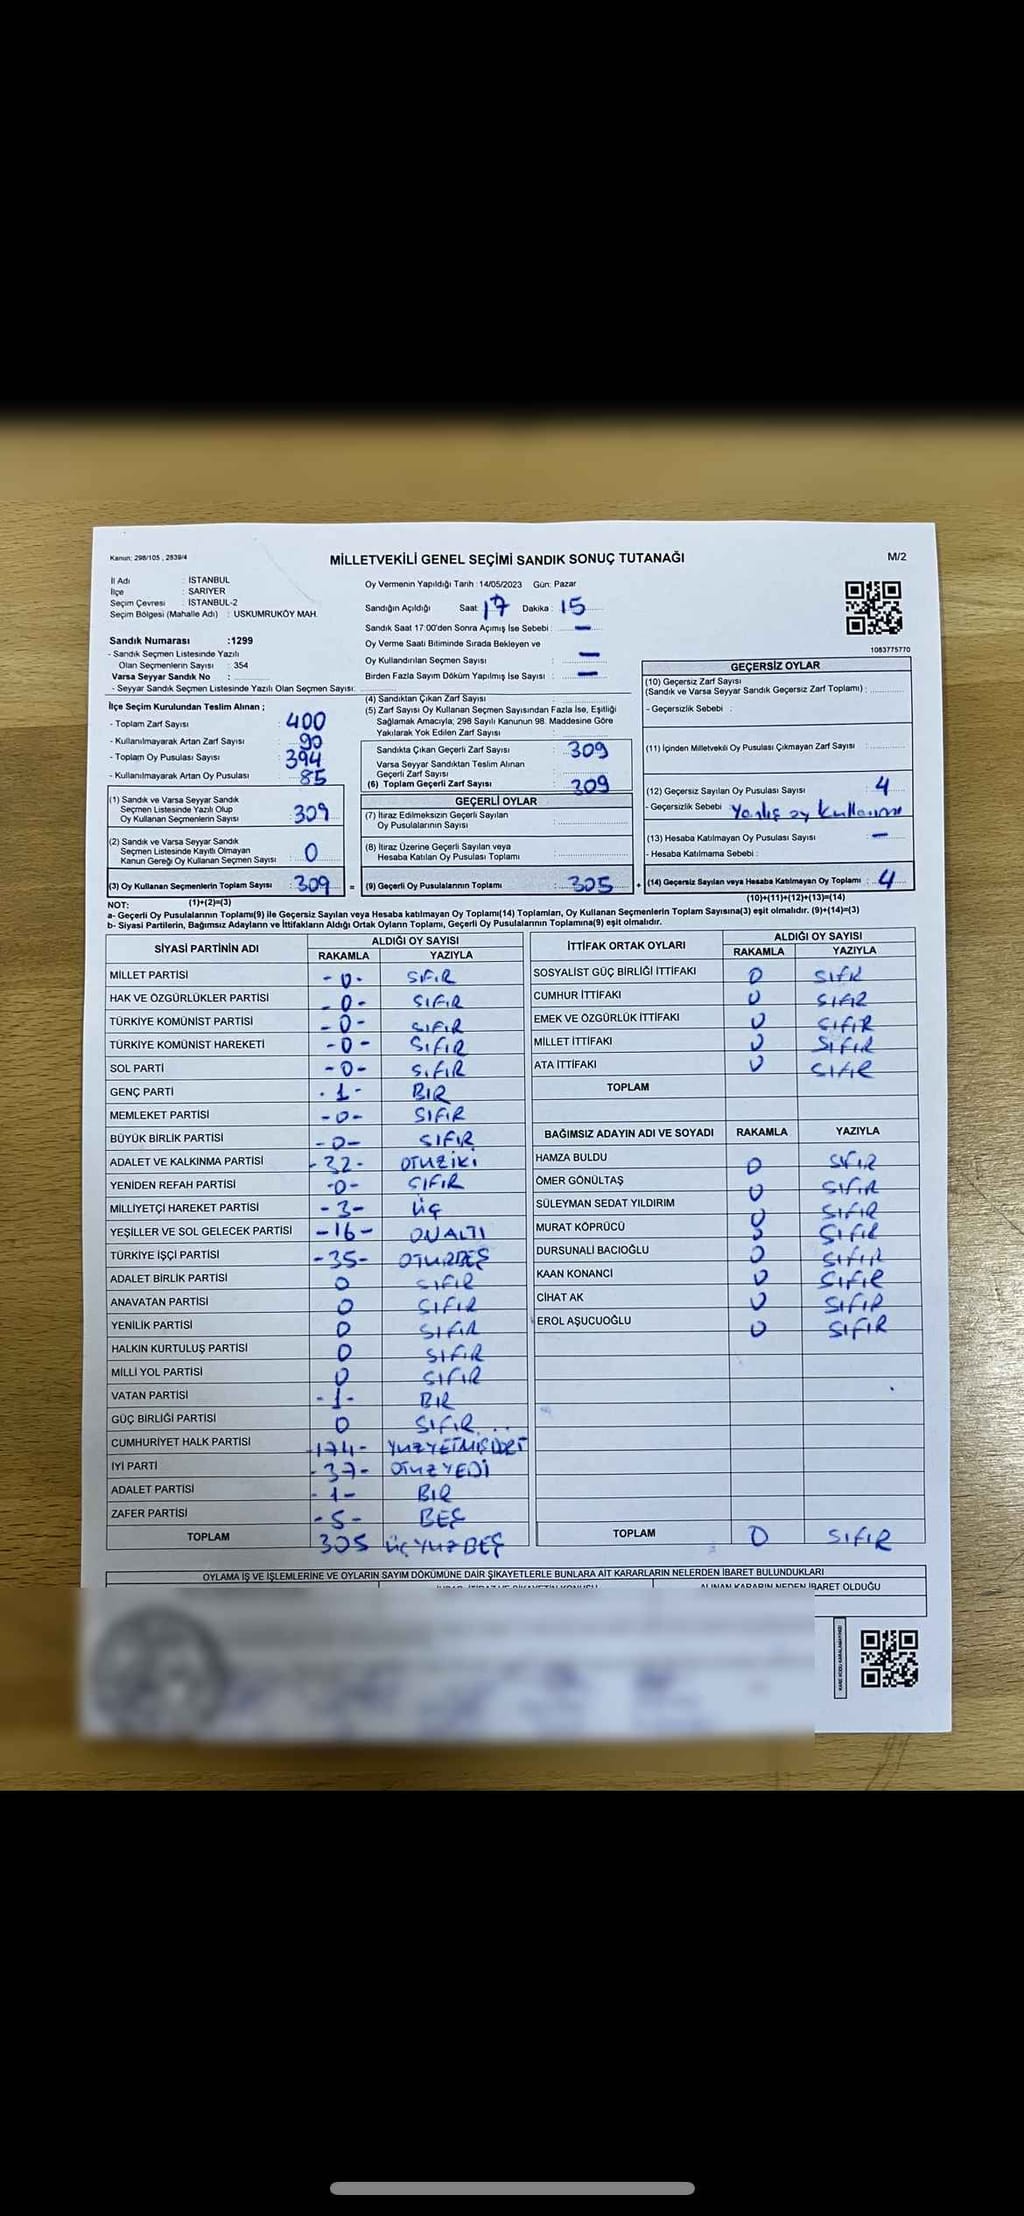 Kanun: 298/105 , 2839/4
MİLLETVEKİLİ GENEL SEÇİMİ SANDIK SONUÇ TUTANAĞI
M/2
İl Adı : İSTANBUL
İlçe : SARIYER
Seçim Çevresi : İSTANBUL-2
Seçim Bölgesi (Mahalle Adı) : USKUMRUKÖY MAH.
Sandık Numarası :1299
- Sandık Seçmen Listesinde Yazılı
Olan Seçmenlerin Sayısı : 354
Varsa Seyyar Sandık No :
- Seyyar Sandık Seçmen Listesinde Yazılı Olan Seçmen Sayısı:
Oy Vermenin Yapıldığı Tarih :14/05/2023 Gün: Pazar
Sandığın Açıldığı Saat 17 Dakika : 15
Sandık Saat 17:00'den Sonra Açımış İse Sebebi : —
Oy Verme Saati Bitiminde Sırada Bekleyen ve
Oy Kullandırılan Seçmen Sayısı : —
Birden Fazla Sayım Döküm Yapılmış İse Sayısı : —
1083775770
İlçe Seçim Kurulundan Teslim Alınan ;
- Toplam Zarf Sayısı : 400
- Kullanılmayarak Artan Zarf Sayısı : 90
- Toplam Oy Pusulası Sayısı : 394
- Kullanılmayarak Artan Oy Pusulası : 85
(1) Sandık ve Varsa Seyyar Sandık
Seçmen Listesinde Yazılı Olup
Oy Kullanan Seçmenlerin Sayısı : 309
(2) Sandık ve Varsa Seyyar Sandık
Seçmen Listesinde Kayıtlı Olmayan
Kanun Gereği Oy Kullanan Seçmen Sayısı : 0
(3) Oy Kullanan Seçmenlerin Toplam Sayısı : 309 =
(1)+(2)=(3)
(4) Sandıktan Çıkan Zarf Sayısı :
(5) Zarf Sayısı Oy Kullanan Seçmen Sayısından Fazla İse, Eşitliği
Sağlamak Amacıyla; 298 Sayılı Kanunun 98. Maddesine Göre
Yakılarak Yok Edilen Zarf Sayısı :
Sandıkta Çıkan Geçerli Zarf Sayısı : 309
Varsa Seyyar Sandıktan Teslim Alınan
Geçerli Zarf Sayısı :
(6) Toplam Geçerli Zarf Sayısı : 309
GEÇERLİ OYLAR
(7) İtiraz Edilmeksizin Geçerli Sayılan
Oy Pusulalarının Sayısı :
(8) İtiraz Üzerine Geçerli Sayılan veya
Hesaba Katılan Oy Pusulası Toplamı :
(9) Geçerli Oy Pusulalarının Toplamı : 305 +
GEÇERSİZ OYLAR
(10) Geçersiz Zarf Sayısı
(Sandık ve Varsa Seyyar Sandık Geçersiz Zarf Toplamı) :
- Geçersizlik Sebebi :
(11) İçinden Milletvekili Oy Pusulası Çıkmayan Zarf Sayısı :
(12) Geçersiz Sayılan Oy Pusulası Sayısı : 4
- Geçersizlik Sebebi : Yanlış oy kullanım
(13) Hesaba Katılmayan Oy Pusulası Sayısı : —
- Hesaba Katılmama Sebebi :
(14) Geçersiz Sayılan veya Hesaba Katılmayan Oy Toplamı : 4
(10)+(11)+(12)+(13)=(14)
NOT:
a- Geçerli Oy Pusulalarının Toplamı(9) ile Geçersiz Sayılan veya Hesaba katılmayan Oy Toplamı(14) Toplamları, Oy Kullanan Seçmenlerin Toplam Sayısına(3) eşit olmalıdır. (9)+(14)=(3)
b- Siyasi Partilerin, Bağımsız Adayların ve İttifakların Aldığı Ortak Oyların Toplamı, Geçerli Oy Pusulalarının Toplamına(9) eşit olmalıdır.
SİYASİ PARTİNİN ADI ALDIĞI OY SAYISI
RAKAMLA YAZIYLA
MİLLET PARTİSİ -0- SIFIR
HAK VE ÖZGÜRLÜKLER PARTİSİ -0- SIFIR
TÜRKİYE KOMÜNİST PARTİSİ -0- SIFIR
TÜRKİYE KOMÜNİST HAREKETİ -0- SIFIR
SOL PARTİ -0- SIFIR
GENÇ PARTİ -1- BIR
MEMLEKET PARTİSİ -0- SIFIR
BÜYÜK BİRLİK PARTİSİ -0- SIFIR
ADALET VE KALKINMA PARTİSİ -32- OTUZİKİ
YENİDEN REFAH PARTİSİ -0- SIFIR
MİLLİYETÇİ HAREKET PARTİSİ -3- ÜÇ
YEŞİLLER VE SOL GELECEK PARTİSİ -16- ONALTI
TÜRKİYE İŞÇİ PARTİSİ -35- OTUZBEŞ
ADALET BİRLİK PARTİSİ 0 SIFIR
ANAVATAN PARTİSİ 0 SIFIR
YENİLİK PARTİSİ 0 SIFIR
HALKIN KURTULUŞ PARTİSİ 0 SIFIR
MİLLİ YOL PARTİSİ 0 SIFIR
VATAN PARTİSİ -1- BIR
GÜÇ BİRLİĞİ PARTİSİ 0 SIFIR
CUMHURİYET HALK PARTİSİ -174- YUZYETMİŞDÖRT
İYİ PARTİ -37- OTUZYEDİ
ADALET PARTİSİ -1- BIR
ZAFER PARTİSİ -5- BEŞ
TOPLAM 305 ÜÇYUZBEŞ
İTTİFAK ORTAK OYLARI ALDIĞI OY SAYISI
RAKAMLA YAZIYLA
SOSYALİST GÜÇ BİRLİĞİ İTTİFAKI 0 SIFIR
CUMHUR İTTİFAKI 0 SIFIR
EMEK VE ÖZGÜRLÜK İTTİFAKI 0 SIFIR
MİLLET İTTİFAKI 0 SIFIR
ATA İTTİFAKI 0 SIFIR
TOPLAM
BAĞIMSIZ ADAYIN ADI VE SOYADI RAKAMLA YAZIYLA
HAMZA BULDU 0 SIFIR
ÖMER GÖNÜLTAŞ 0 SIFIR
SÜLEYMAN SEDAT YILDIRIM 0 SIFIR
MURAT KÖPRÜCÜ 0 SIFIR
DURSUNALİ BACIOĞLU 0 SIFIR
KAAN KONANCİ 0 SIFIR
CİHAT AK 0 SIFIR
EROL AŞUCUOĞLU 0 SIFIR
TOPLAM 0 SIFIR
OYLAMA İŞ VE İŞLEMLERİNE VE OYLARIN SAYIM DÖKÜMÜNE DAİR ŞİKAYETLERLE BUNLARA AİT KARARLARIN NELERDEN İBARET BULUNDUKLARI
ALINAN KARARIN NEDEN İBARET OLDUĞU